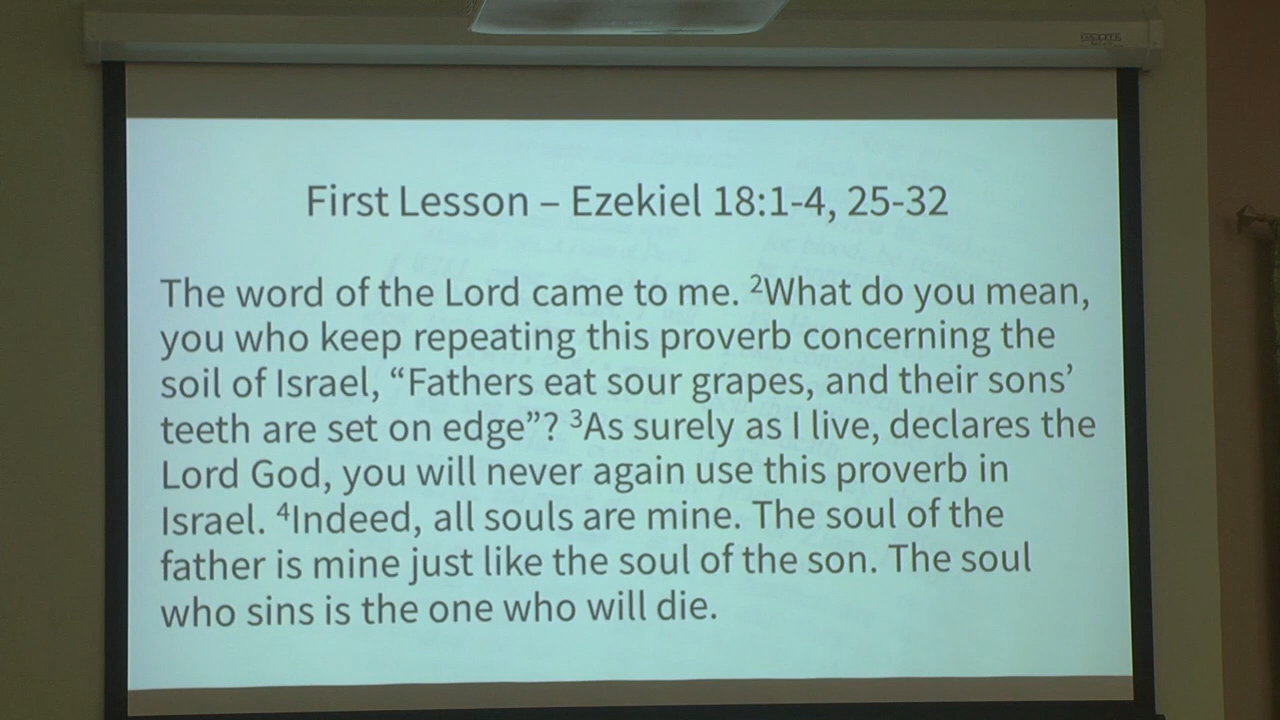 First Lesson – Ezekiel 18:1-4, 25-32
The word of the Lord came to me. ²What do you mean,
you who keep repeating this proverb concerning the
soil of Israel, “Fathers eat sour grapes, and their sons’
teeth are set on edge”? ³As surely as I live, declares the
Lord God, you will never again use this proverb in
Israel. ⁴Indeed, all souls are mine. The soul of the
father is mine just like the soul of the son. The soul
who sins is the one who will die.